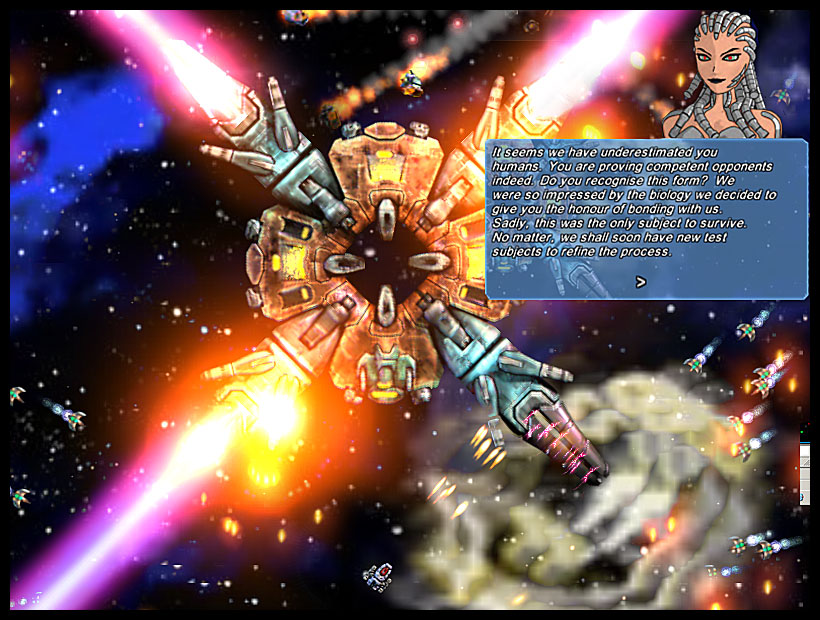 It seems we have underestimated you
humans. You are proving competent opponents
indeed. Do you recognise this form? We
were so impressed by the biology we decided to
give you the honour of bonding with us.
Sadly, this was the only subject to survive.
No matter, we shall soon have new test
subjects to refine the process.
>